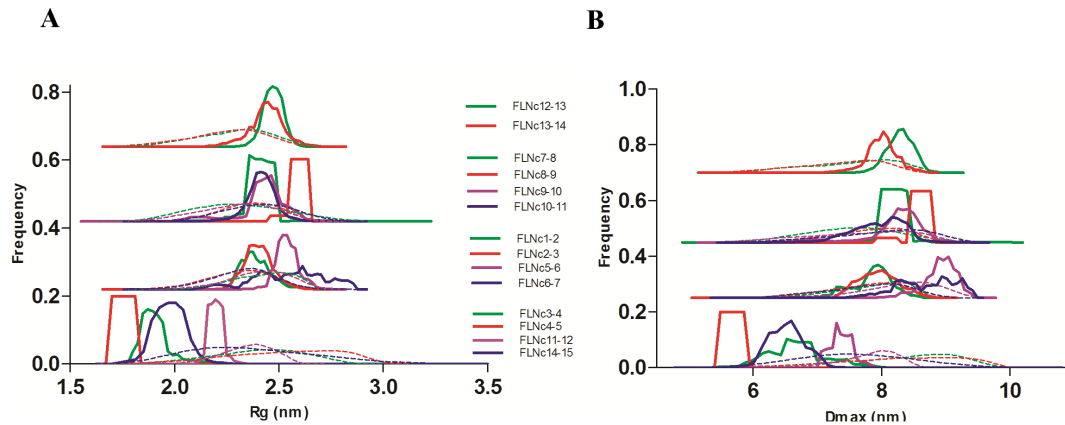 A
B
Frequency
0.8
0.6
0.4
0.2
0.0
1.5
2.0
2.5
3.0
3.5
Rg (nm)
FLNc12-13
FLNc13-14
FLNc7-8
FLNc8-9
FLNc9-10
FLNc10-11
FLNc1-2
FLNc2-3
FLNc5-6
FLNc6-7
FLNc3-4
FLNc4-5
FLNc11-12
FLNc14-15
Frequency
1.0
0.8
0.6
0.4
0.2
0.0
6
8
10
Dmax (nm)